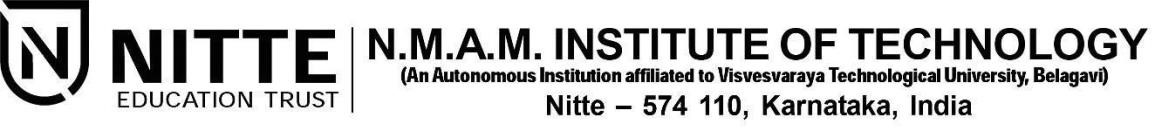 N NITTE
EDUCATION TRUST
N.M.A.M. INSTITUTE OF TECHNOLOGY
(An Autonomous Institution affiliated to Visvesvaraya Technological University, Belagavi)
Nitte – 574 110, Karnataka, India